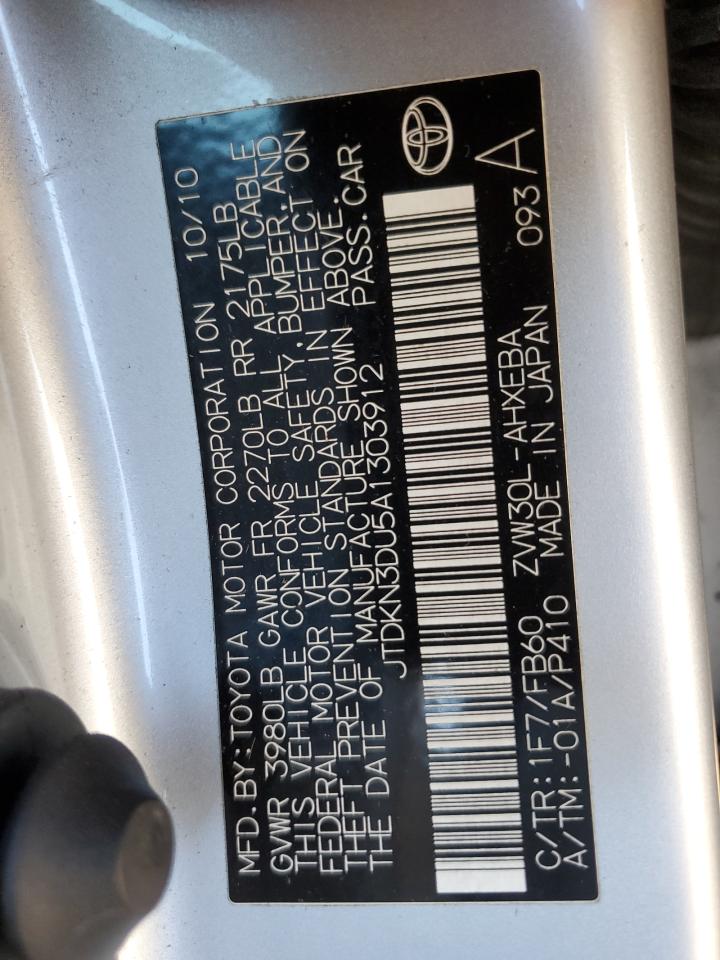 MFD.BY:TOYOTA MOTOR CORPORATION 10/10
GVWR 3980LB GAWR FR 2270LB RR 2175LB
THIS VEHICLE CONFORMS TO ALL APPLICABLE
FEDERAL MOTOR VEHICLE SAFETY,BUMPER,AND
THEFT PREVENTION STANDARDS IN EFFECT ON
THE DATE OF MANUFACTURE SHOWN ABOVE.
JTDKN3DU5A1303912 PASS.CAR
C/TR:1F7/FB60 ZVW30L-AHXEBA 093 A
A/TM:-01A/P410 MADE IN JAPAN